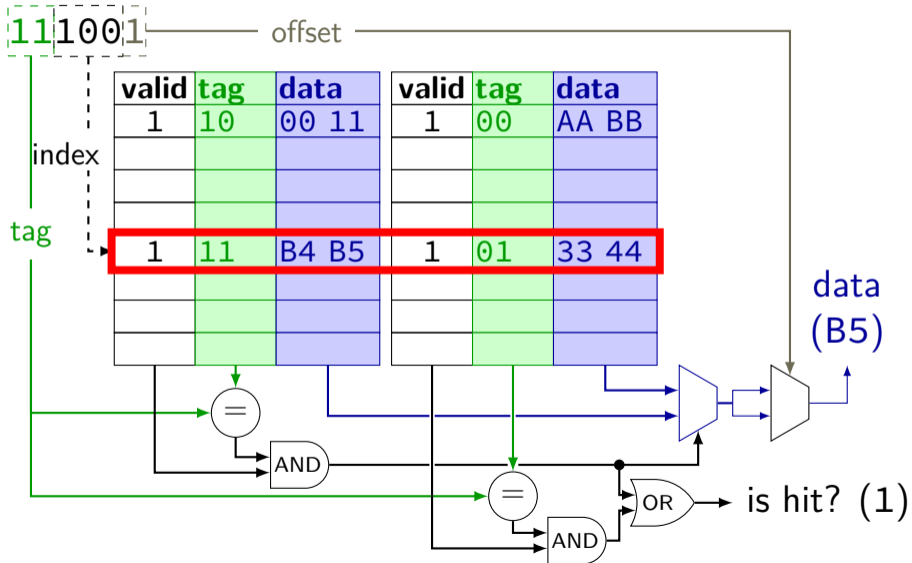 111001 offset
valid tag data valid tag data
1 10 00 11 1 00 AA BB
index
tag
1 11 B4 B5 1 01 33 44
data
(B5)
=
AND
=
OR is hit? (1)
AND